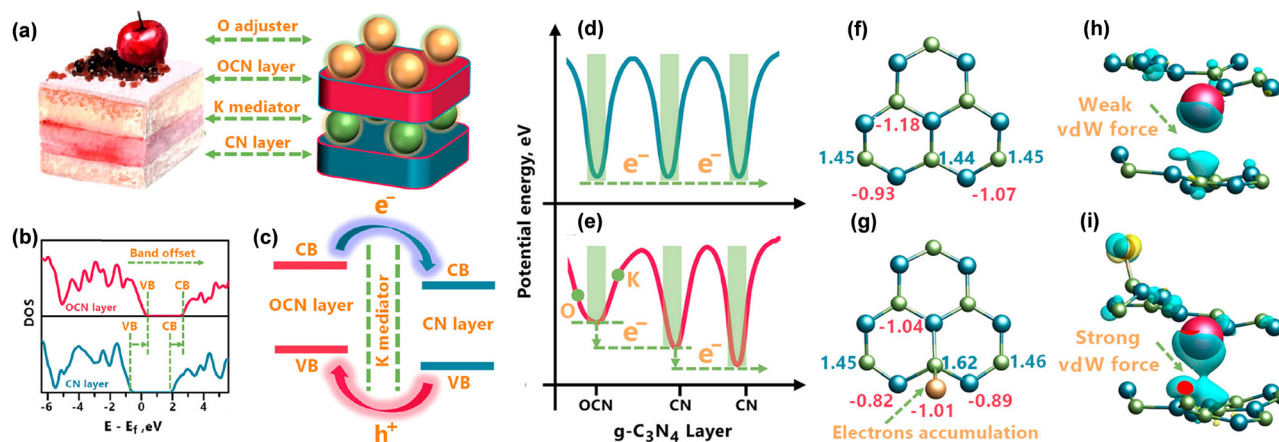 (a)
O adjuster
OCN layer
K mediator
CN layer
(b)
Band offset
VB
CB
OCN layer
DOS
VB
CB
CN layer
-6
-4
-2
0
2
4
E - E_f ,eV
(c)
e⁻
CB
CB
OCN layer
K mediator
CN layer
VB
VB
h⁺
Potential energy, eV
(d)
e⁻
e⁻
(e)
O
K
e⁻
e⁻
OCN
CN
CN
g-C₃N₄ Layer
(f)
-1.18
1.45
1.44
1.45
-0.93
-1.07
(g)
-1.04
1.45
1.62
1.46
-0.82
-1.01
-0.89
Electrons accumulation
(h)
Weak
vdW force
(i)
Strong
vdW force